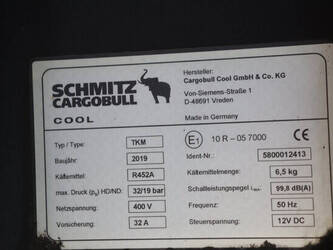 SCHMITZ
CARGOBULL
COOL
Hersteller:
Cargobull Cool GmbH & Co. KG
Von-Siemens-Straße 1
D-48691 Vreden
Made in Germany
E1 10 R - 05 7000
Typ / Type: TKM
Ident-Nr.: 5800012413
Baujahr: 2019
Kältemittelmenge: 6,5 kg
Kältemittel: R452A
Schallleistungspegel LWA: 99,8 dB(A)
max. Druck (ps) HD/ND: 32/19 bar
Frequenz: 50 Hz
Netzspannung: 400 V
Steuerspannung: 12V DC
Vorsicherung: 32 A